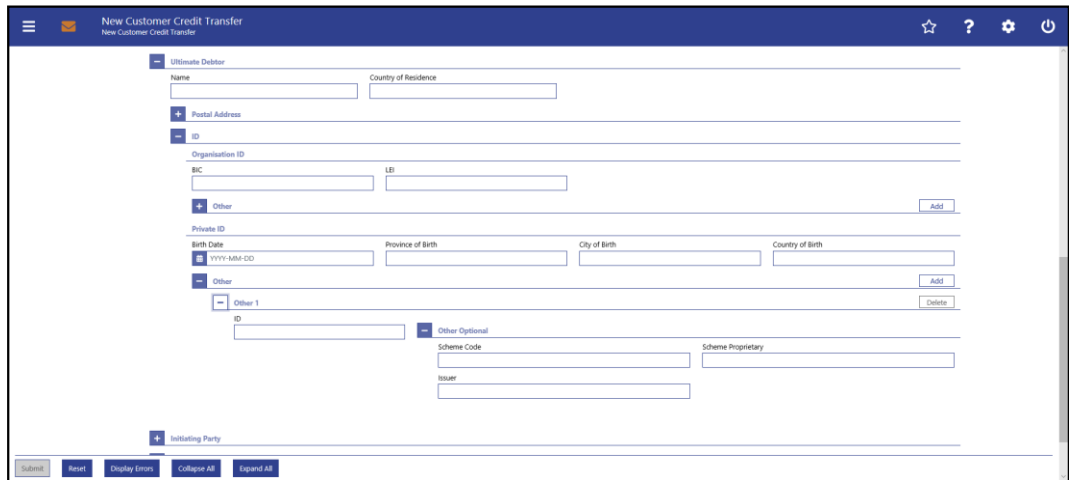 New Customer Credit Transfer
New Customer Credit Transfer
Ultimate Debtor
Name Country of Residence
Postal Address
ID
Organisation ID
BIC LEI
Other Add
Private ID
Birth Date Province of Birth City of Birth Country of Birth
YYYY-MM-DD
Other Add
Other 1 Delete
ID
Other Optional
Scheme Code Scheme Proprietary
Issuer
Initiating Party
Submit Reset Display Errors Collapse All Expand All